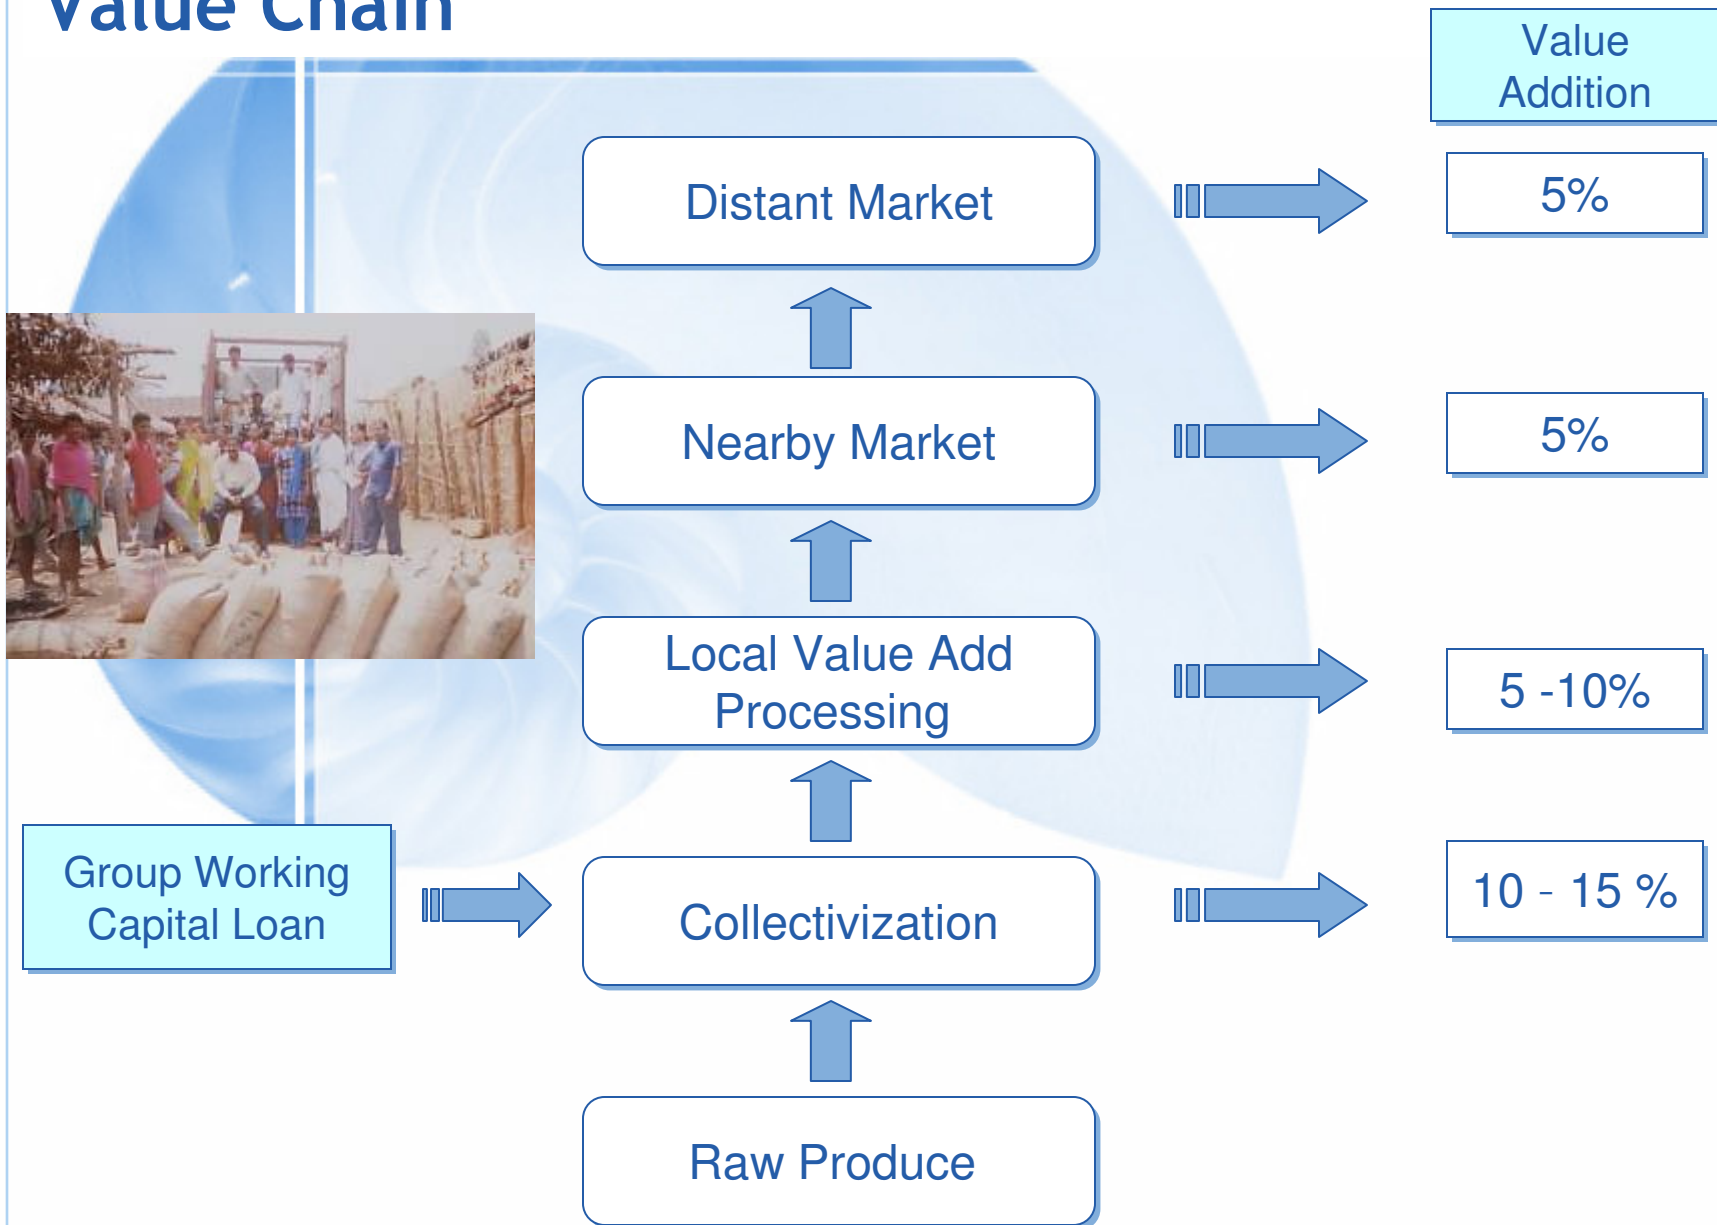 Value Chain
Value
Addition
Distant Market
5%
Nearby Market
5%
Local Value Add
Processing
5 -10%
Group Working
Capital Loan
Collectivization
10 - 15 %
Raw Produce